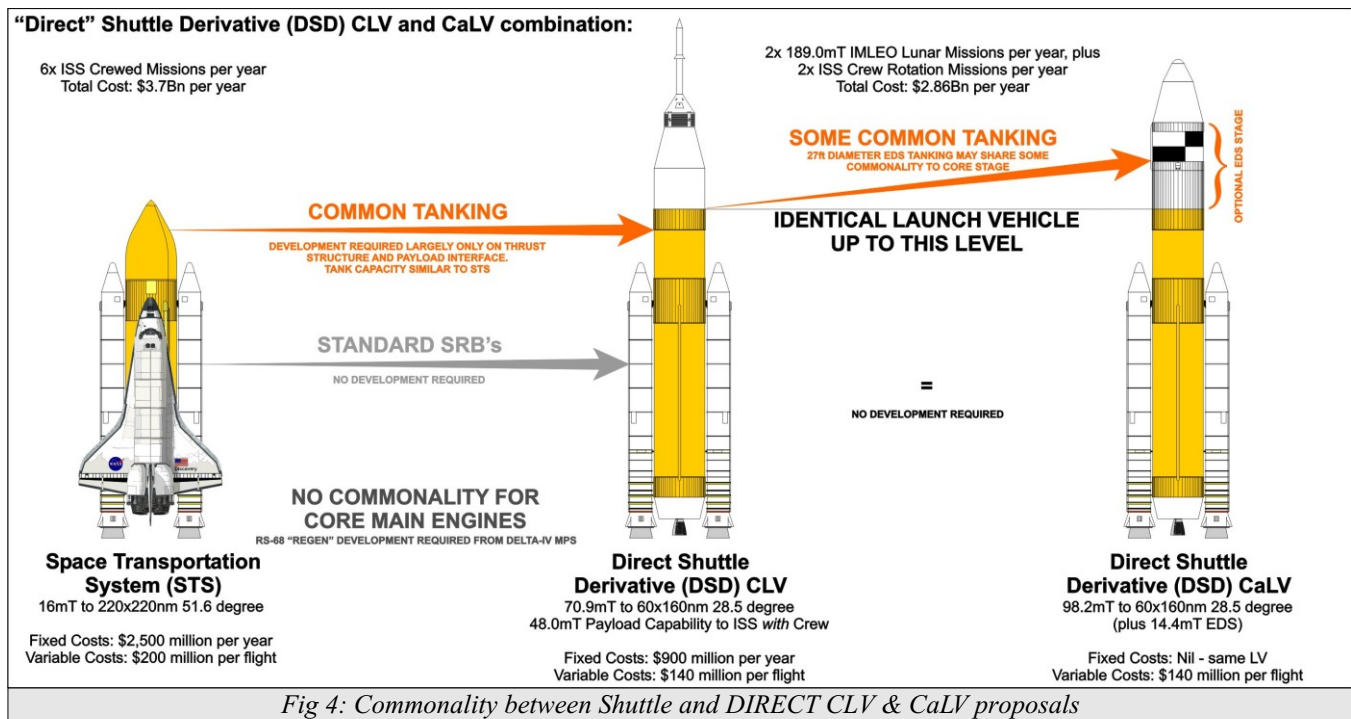 “Direct” Shuttle Derivative (DSD) CLV and CaLV combination:
6x ISS Crewed Missions per year
Total Cost: $3.7Bn per year
2x 189.0mT IMLEO Lunar Missions per year, plus
2x ISS Crew Rotation Missions per year
Total Cost: $2.86Bn per year
SOME COMMON TANKING
27ft DIAMETER EDS TANKING MAY SHARE SOME
COMMONALITY TO CORE STAGE
OPTIONAL EDS STAGE
COMMON TANKING
DEVELOPMENT REQUIRED LARGELY ONLY ON THRUST
STRUCTURE AND PAYLOAD INTERFACE.
TANK CAPACITY SIMILAR TO STS
IDENTICAL LAUNCH VEHICLE
UP TO THIS LEVEL
STANDARD SRB's
NO DEVELOPMENT REQUIRED
=
NO DEVELOPMENT REQUIRED
NASA
Discovery
NO COMMONALITY FOR
CORE MAIN ENGINES
RS-68 “REGEN” DEVELOPMENT REQUIRED FROM DELTA-IV MPS
Space Transportation
System (STS)
16mT to 220x220nm 51.6 degree
Fixed Costs: $2,500 million per year
Variable Costs: $200 million per flight
Direct Shuttle
Derivative (DSD) CLV
70.9mT to 60x160nm 28.5 degree
48.0mT Payload Capability to ISS with Crew
Fixed Costs: $900 million per year
Variable Costs: $140 million per flight
Direct Shuttle
Derivative (DSD) CaLV
98.2mT to 60x160nm 28.5 degree
(plus 14.4mT EDS)
Fixed Costs: Nil - same LV
Variable Costs: $140 million per flight
Fig 4: Commonality between Shuttle and DIRECT CLV & CaLV proposals